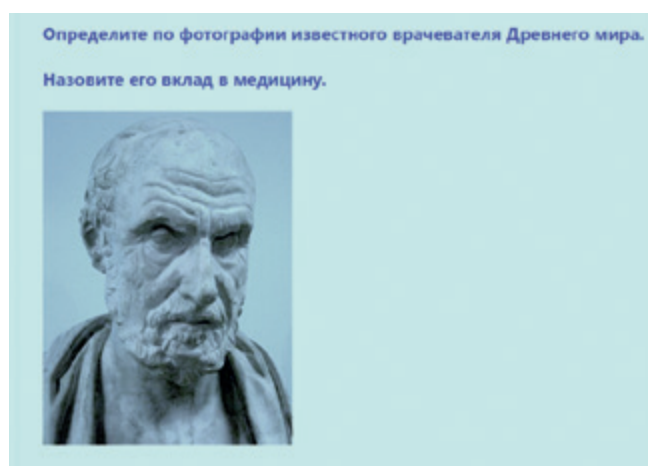 Определите по фотографии известного врачевателя Древнего мира.
Назовите его вклад в медицину.